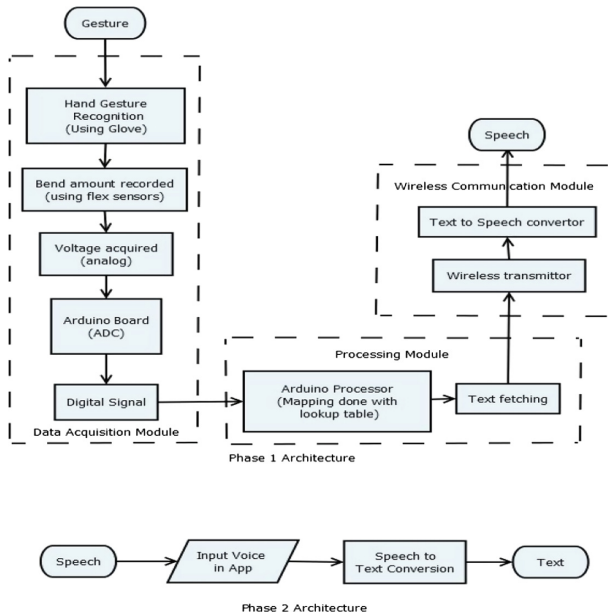 Gesture
Hand Gesture
Recognition
(Using Glove)
Bend amount recorded
(using flex sensors)
Voltage acquired
(analog)
Arduino Board
(ADC)
Digital Signal
Data Acquisition Module
Processing Module
Arduino Processor
(Mapping done with
lookup table)
Text fetching
Phase 1 Architecture
Speech
Wireless Communication Module
Text to Speech convertor
Wireless transmittor
Speech
Input Voice
in App
Speech to
Text Conversion
Text
Phase 2 Architecture